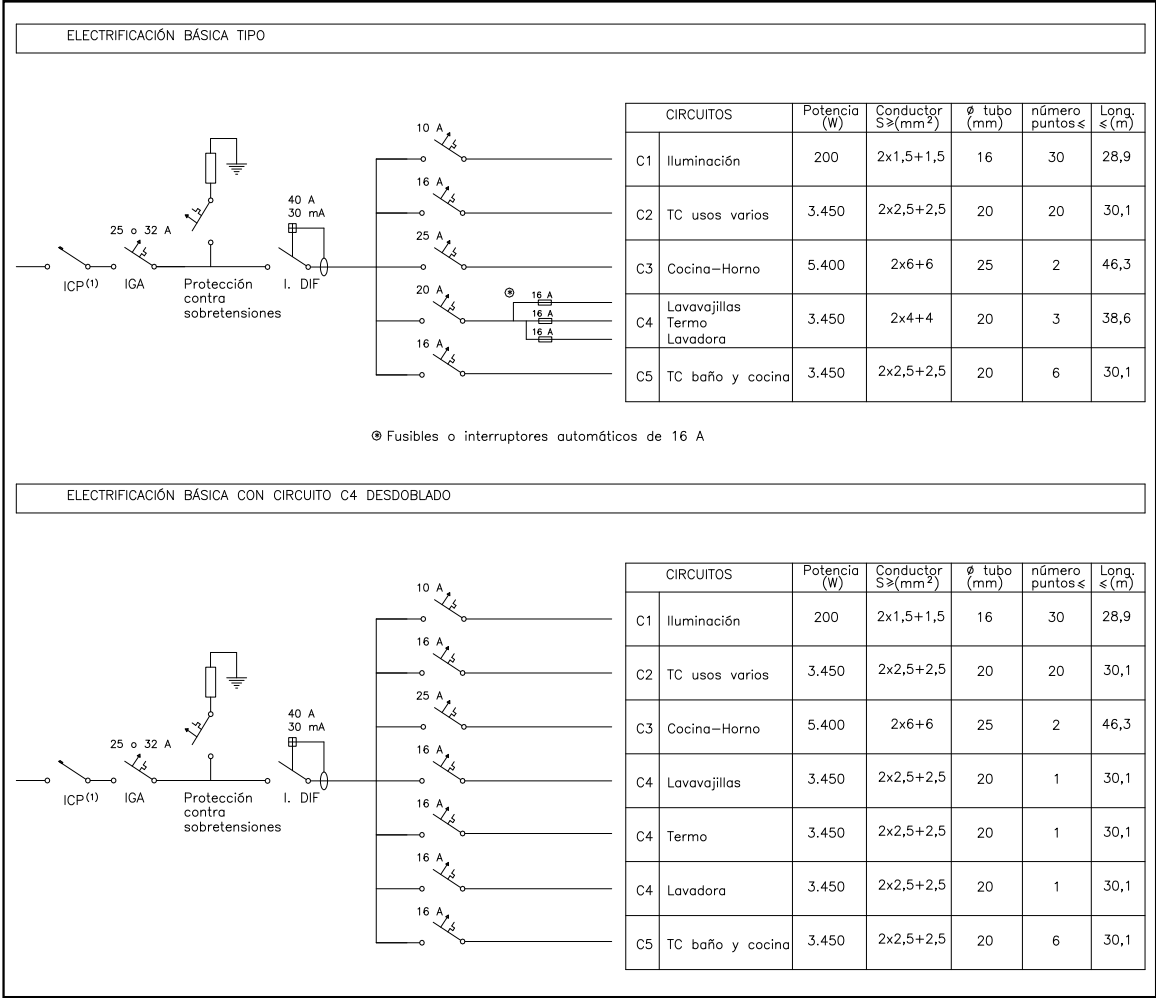 ELECTRIFICACIÓN BÁSICA TIPO
10 A
16 A
25 A
20 A
16 A
40 A
30 mA
25 o 32 A
ICP(1)
IGA
Protección
contra
sobretensiones
I. DIF
⊛
16 A
16 A
16 A
CIRCUITOS Potencia (W) Conductor S≥(mm²) ø tubo (mm) número puntos≤ Long. ≤(m)
C1 Iluminación 200 2x1,5+1,5 16 30 28,9
C2 TC usos varios 3.450 2x2,5+2,5 20 20 30,1
C3 Cocina-Horno 5.400 2x6+6 25 2 46,3
C4 Lavavajillas Termo Lavadora 3.450 2x4+4 20 3 38,6
C5 TC baño y cocina 3.450 2x2,5+2,5 20 6 30,1
⊛ Fusibles o interruptores automáticos de 16 A
ELECTRIFICACIÓN BÁSICA CON CIRCUITO C4 DESDOBLADO
10 A
16 A
25 A
16 A
16 A
16 A
16 A
40 A
30 mA
25 o 32 A
ICP(1)
IGA
Protección
contra
sobretensiones
I. DIF
CIRCUITOS Potencia (W) Conductor S≥(mm²) ø tubo (mm) número puntos≤ Long. ≤(m)
C1 Iluminación 200 2x1,5+1,5 16 30 28,9
C2 TC usos varios 3.450 2x2,5+2,5 20 20 30,1
C3 Cocina-Horno 5.400 2x6+6 25 2 46,3
C4 Lavavajillas 3.450 2x2,5+2,5 20 1 30,1
C4 Termo 3.450 2x2,5+2,5 20 1 30,1
C4 Lavadora 3.450 2x2,5+2,5 20 1 30,1
C5 TC baño y cocina 3.450 2x2,5+2,5 20 6 30,1